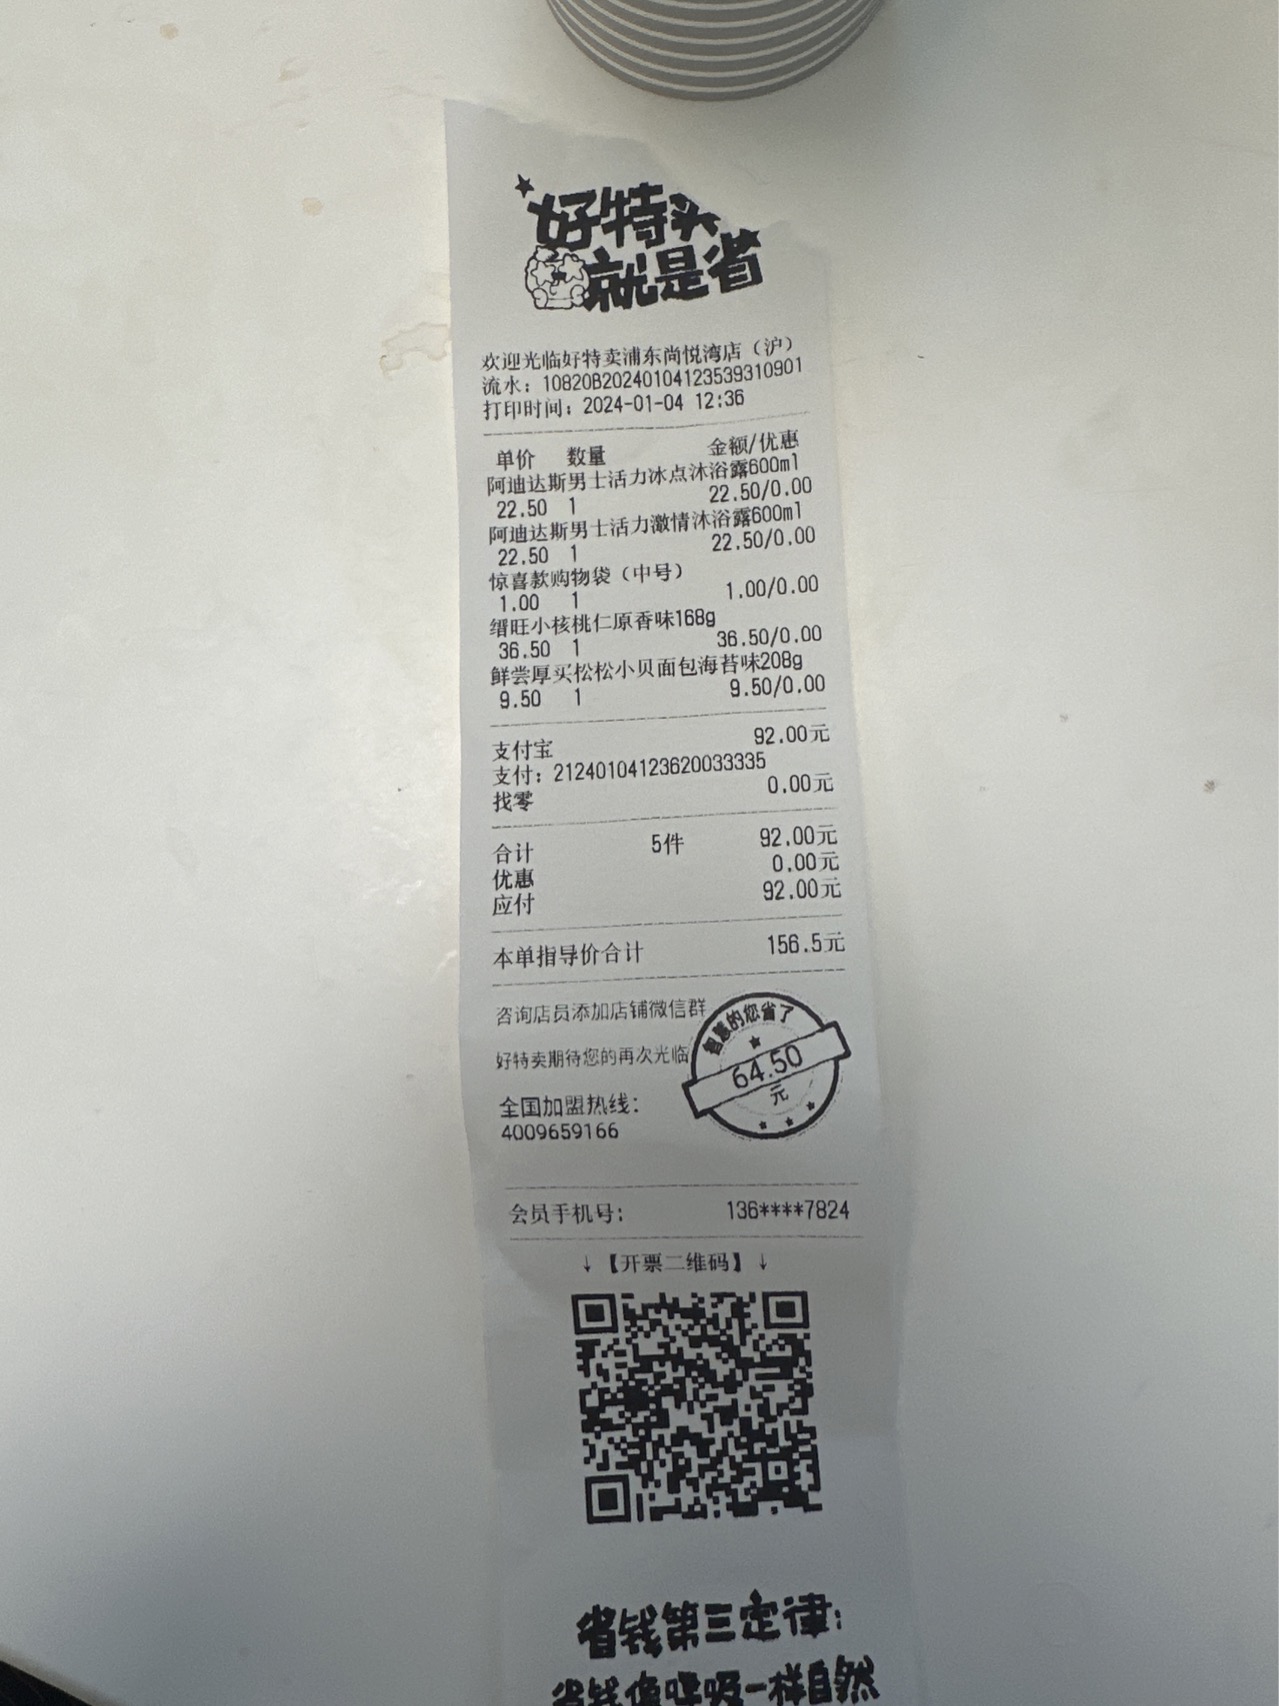 好特卖
就是省
欢迎光临好特卖浦东尚悦湾店（沪）
流水：10820B20240104123539310901
打印时间：2024-01-04 12:36
单价 数量 金额/优惠
阿迪达斯男士活力冰点沐浴露600ml
22.50 1 22.50/0.00
阿迪达斯男士活力激情沐浴露600ml
22.50 1 22.50/0.00
惊喜款购物袋（中号）
1.00 1 1.00/0.00
缙旺小核桃仁原香味168g
36.50 1 36.50/0.00
鲜尝厚买松松小贝面包海苔味208g
9.50 1 9.50/0.00
支付宝 92.00元
支付：21240104123620033335
找零 0.00元
合计 5件 92.00元
优惠 0.00元
应付 92.00元
本单指导价合计 156.5元
咨询店员添加店铺微信群
好特卖期待您的再次光临
智慧的您省了
64.50
元
全国加盟热线：
4009659166
会员手机号： 136****7824
↓【开票二维码】↓
省钱第三定律：
省钱像呼吸一样自然